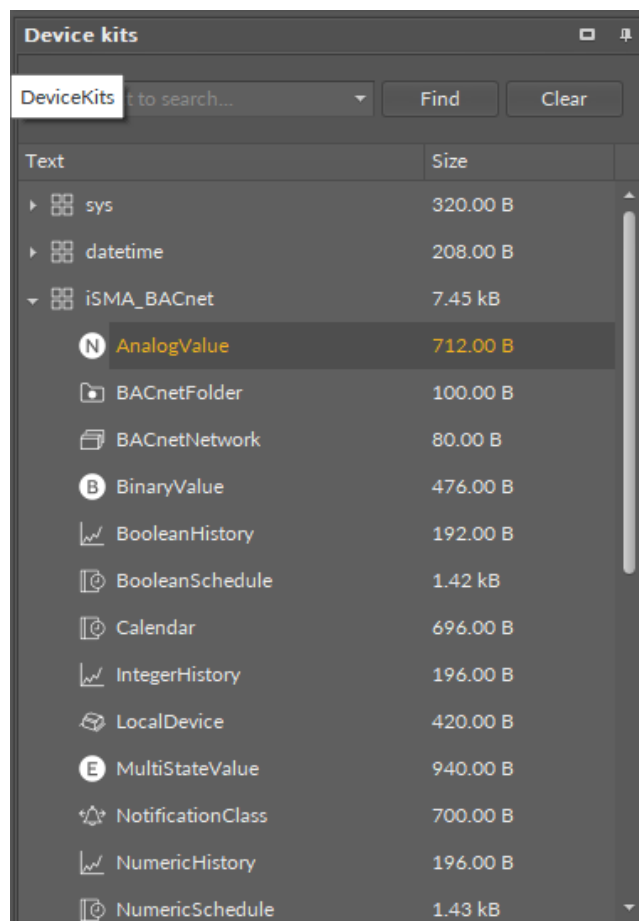 Device kits
DeviceKits t to search... Find Clear
Text Size
sys 320.00 B
datetime 208.00 B
iSMA_BACnet 7.45 kB
N AnalogValue 712.00 B
BACnetFolder 100.00 B
BACnetNetwork 80.00 B
B BinaryValue 476.00 B
BooleanHistory 192.00 B
BooleanSchedule 1.42 kB
Calendar 696.00 B
IntegerHistory 196.00 B
LocalDevice 420.00 B
E MultiStateValue 940.00 B
NotificationClass 700.00 B
NumericHistory 196.00 B
NumericSchedule 1.43 kB